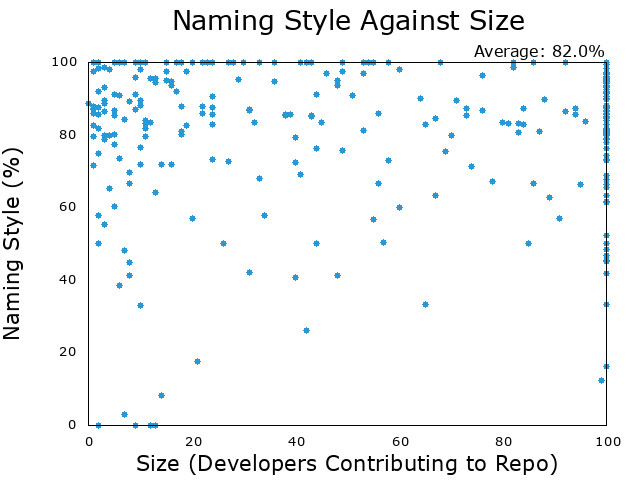 Naming Style Against Size
Average: 82.0%
Naming Style (%)
100
80
60
40
20
0
0 20 40 60 80 100
Size (Developers Contributing to Repo)